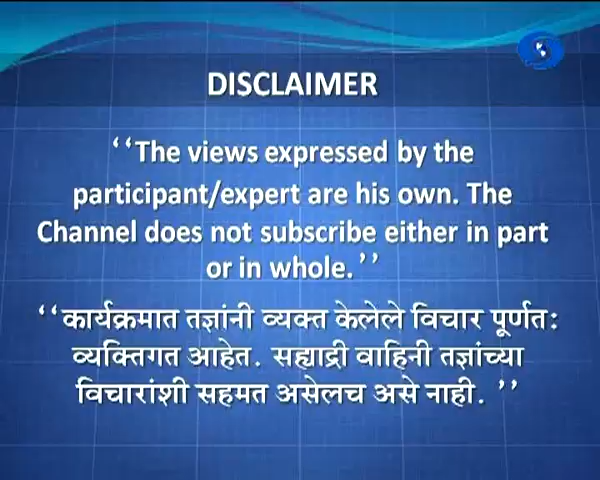 DISCLAIMER
‘‘The views expressed by the
participant/expert are his own. The
Channel does not subscribe either in part
or in whole.’’
‘‘कार्यक्रमात तज्ञांनी व्यक्त केलेले विचार पूर्णतः
व्यक्तिगत आहेत. सह्याद्री वाहिनी तज्ञांच्या
विचारांशी सहमत असेलच असे नाही. ’’